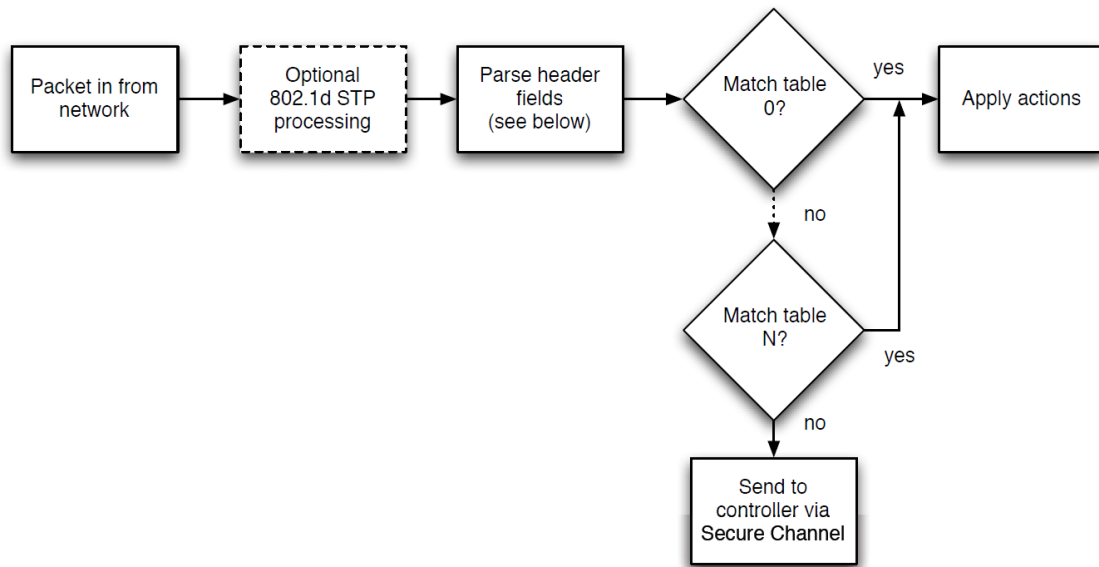 Packet in from
network
Optional
802.1d STP
processing
Parse header
fields
(see below)
Match table
0?
yes
Apply actions
no
Match table
N?
yes
no
Send to
controller via
Secure Channel